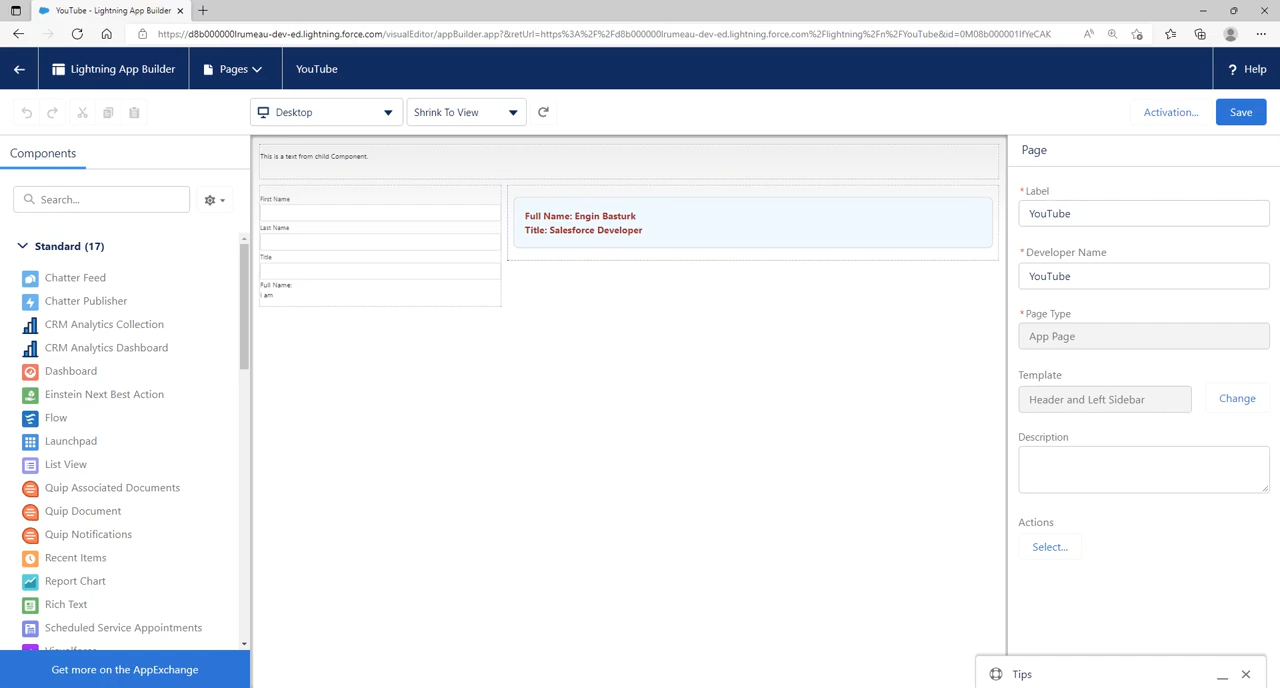 YouTube - Lightning App Builder
https://d8b000000lrumeau-dev-ed.lightning.force.com/visualEditor/appBuilder.app?&retUrl=https%3A%2F%2Fd8b000000lrumeau-dev-ed.lightning.force.com%2Flightning%2Fn%2FYouTube&id=0M08b000001IfYeCAK
Lightning App Builder
Pages
YouTube
? Help
Desktop
Shrink To View
Activation...
Save
Components
Search...
Standard (17)
Chatter Feed
Chatter Publisher
CRM Analytics Collection
CRM Analytics Dashboard
Dashboard
Einstein Next Best Action
Flow
Launchpad
List View
Quip Associated Documents
Quip Document
Quip Notifications
Recent Items
Report Chart
Rich Text
Scheduled Service Appointments
Get more on the AppExchange
This is a text from child Component.
First Name
Last Name
Title
Full Name:
I am
Full Name: Engin Basturk
Title: Salesforce Developer
Page
*Label
YouTube
*Developer Name
YouTube
*Page Type
App Page
Template
Header and Left Sidebar
Change
Description
Actions
Select...
Tips